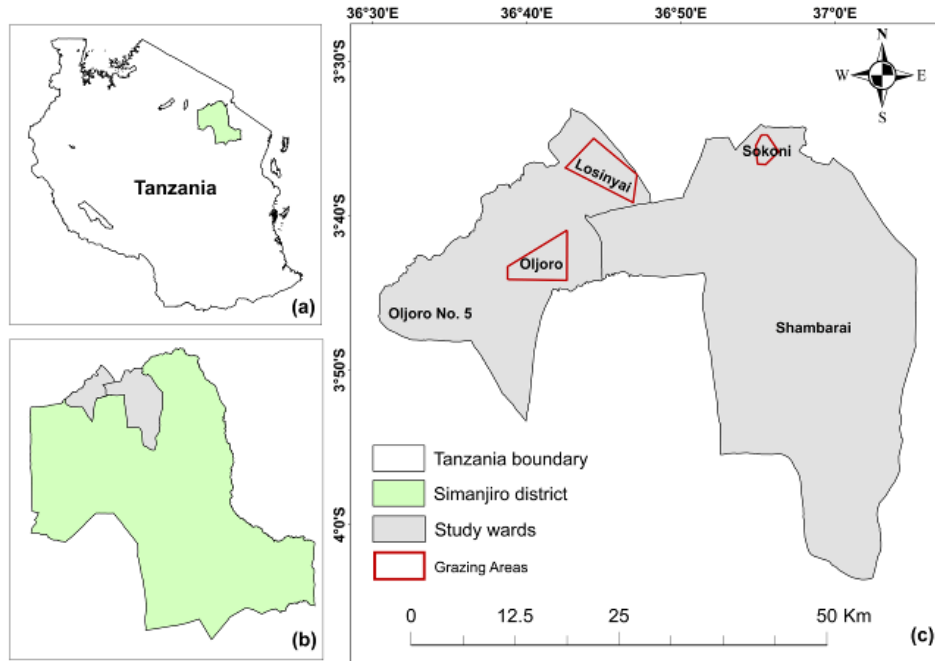 Tanzania
(a)
(b)
36°30'E 36°40'E 36°50'E 37°0'E
3°30'S
3°40'S
3°50'S
4°0'S
N
W E
S
Sokoni
Losinyai
Oljoro
Oljoro No. 5
Shambarai
Tanzania boundary
Simanjiro district
Study wards
Grazing Areas
0 12.5 25 50 Km
(c)